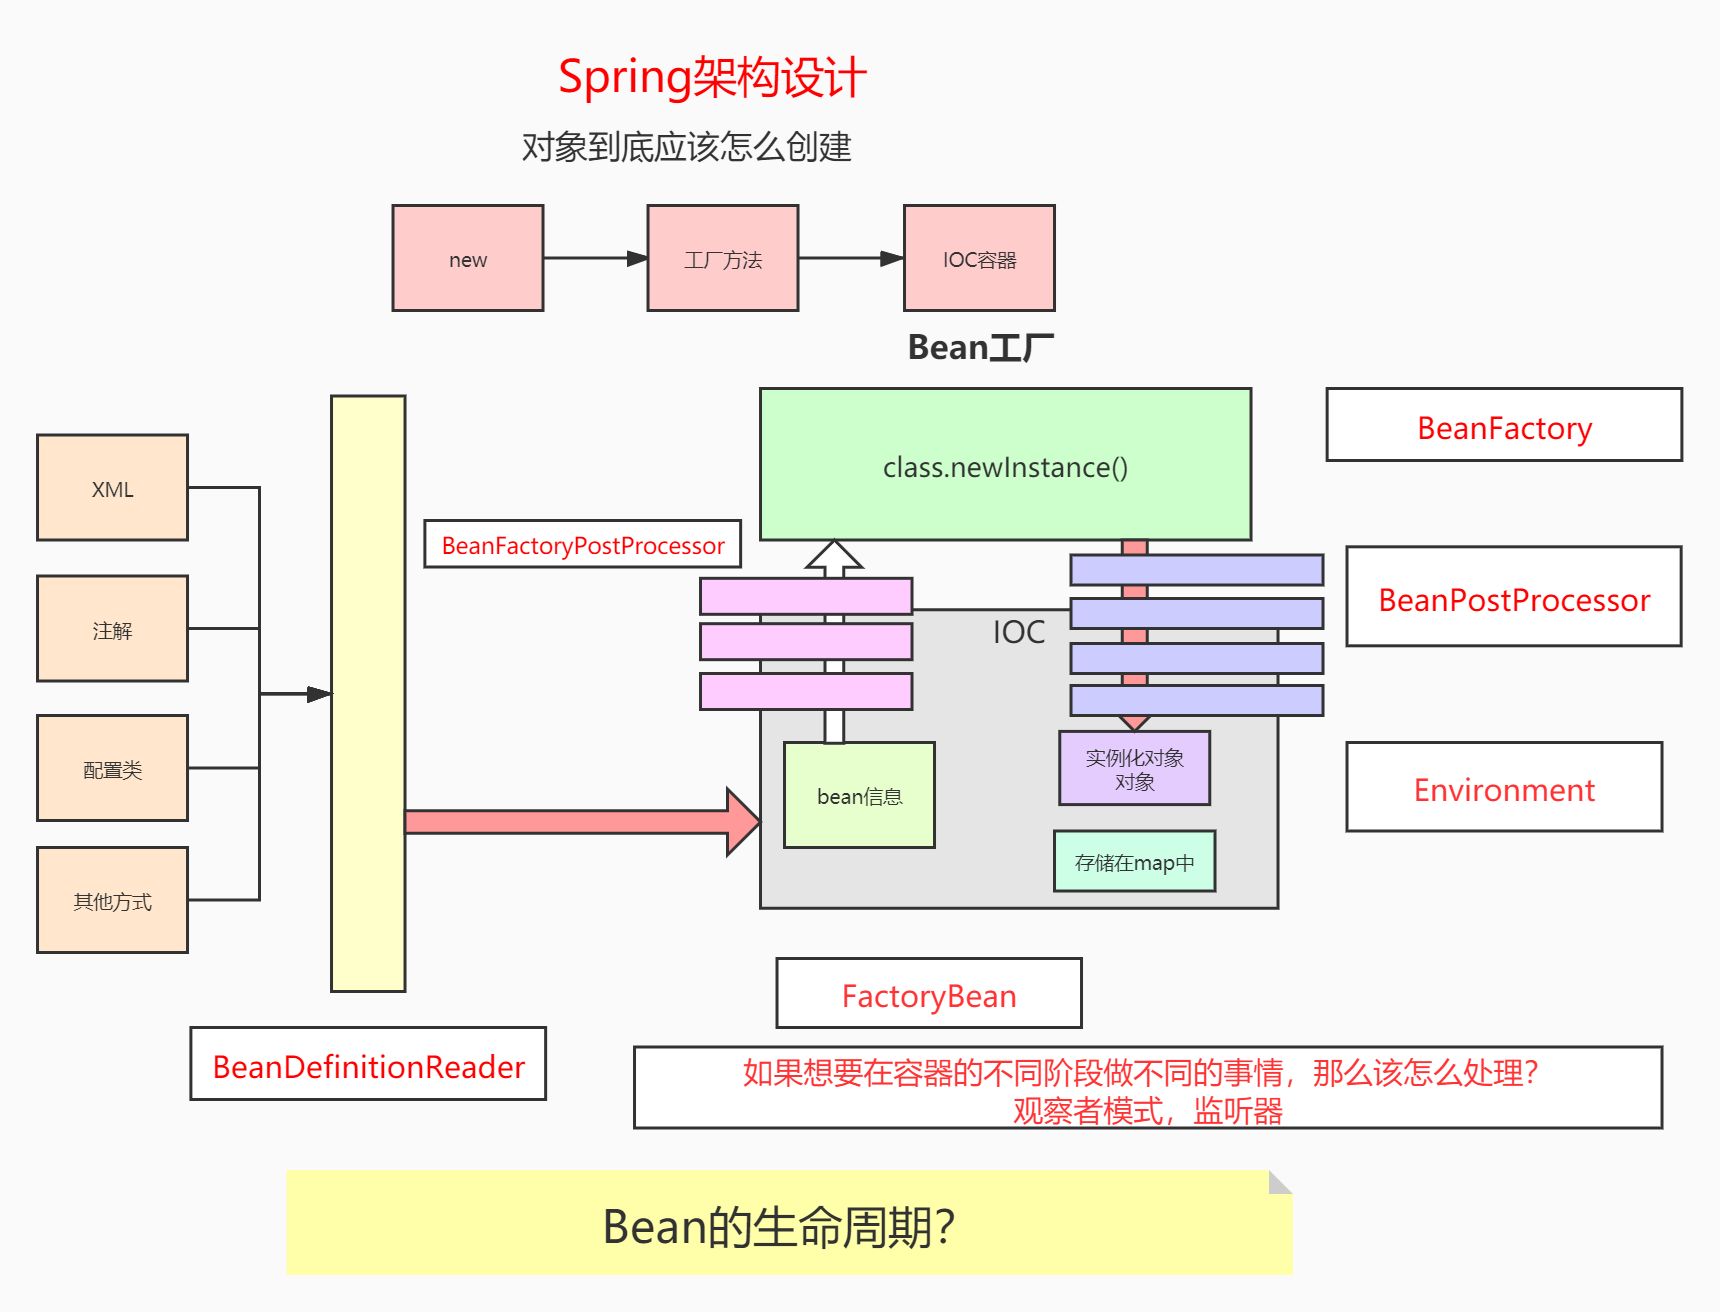 Spring架构设计
对象到底应该怎么创建
new
工厂方法
IOC容器
Bean工厂
class.newInstance()
BeanFactory
XML
BeanFactoryPostProcessor
BeanPostProcessor
注解
IOC
配置类
bean信息
实例化对象
对象
Environment
存储在map中
其他方式
FactoryBean
BeanDefinitionReader
如果想要在容器的不同阶段做不同的事情，那么该怎么处理？
观察者模式，监听器
Bean的生命周期？